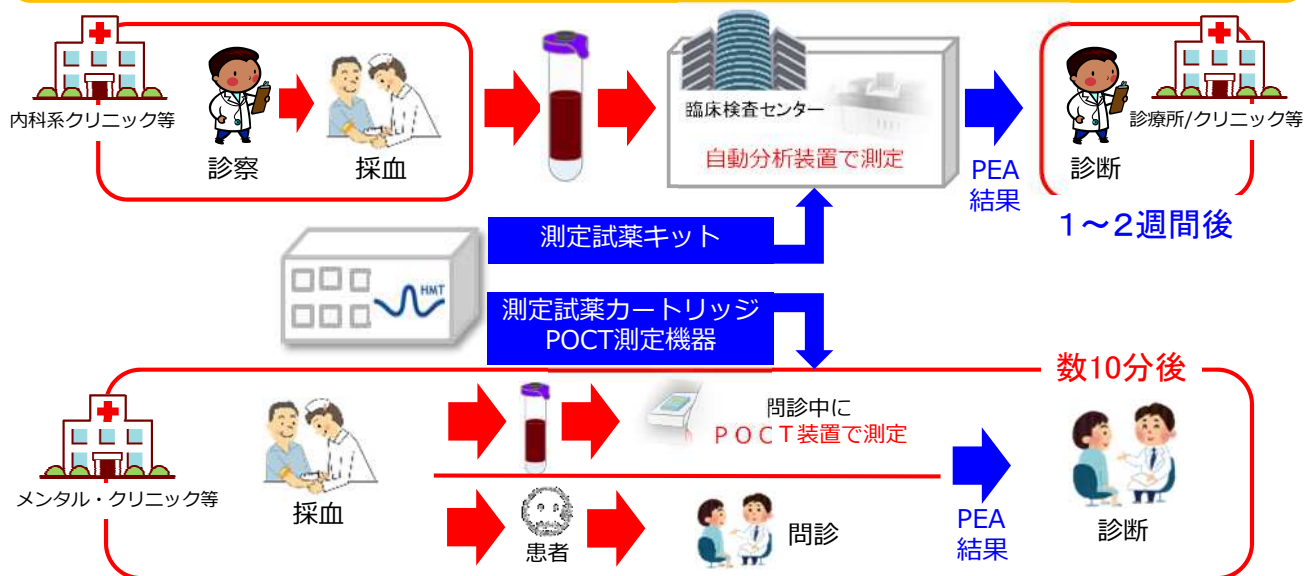 内科系クリニック等
診察
採血
臨床検査センター
自動分析装置で測定
PEA
結果
診断
診療所/クリニック等
1～2週間後
測定試薬キット
HMT
測定試薬カートリッジ
POCT測定機器
数10分後
メンタル・クリニック等
採血
問診中に
ＰＯＣＴ装置で測定
患者
問診
PEA
結果
診断